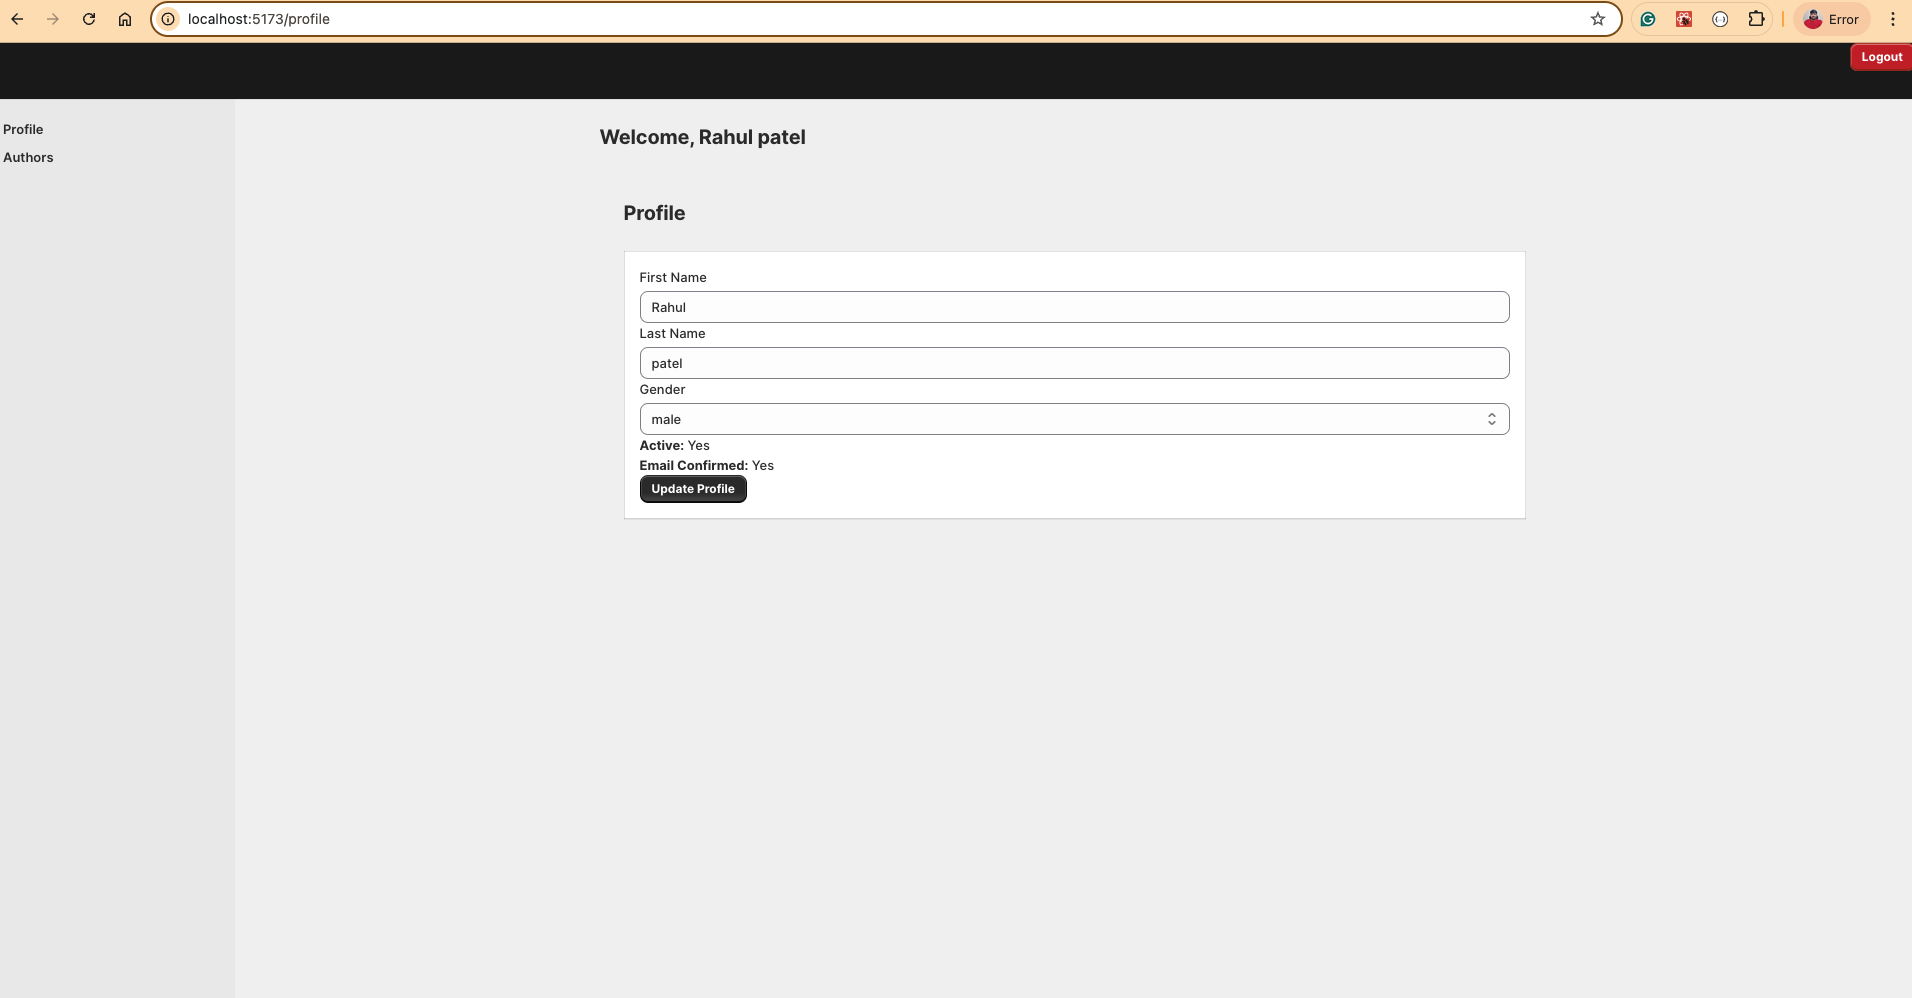 localhost:5173/profile
Error
Logout
Profile
Authors
Welcome, Rahul patel
Profile
First Name
Rahul
Last Name
patel
Gender
male
Active: Yes
Email Confirmed: Yes
Update Profile